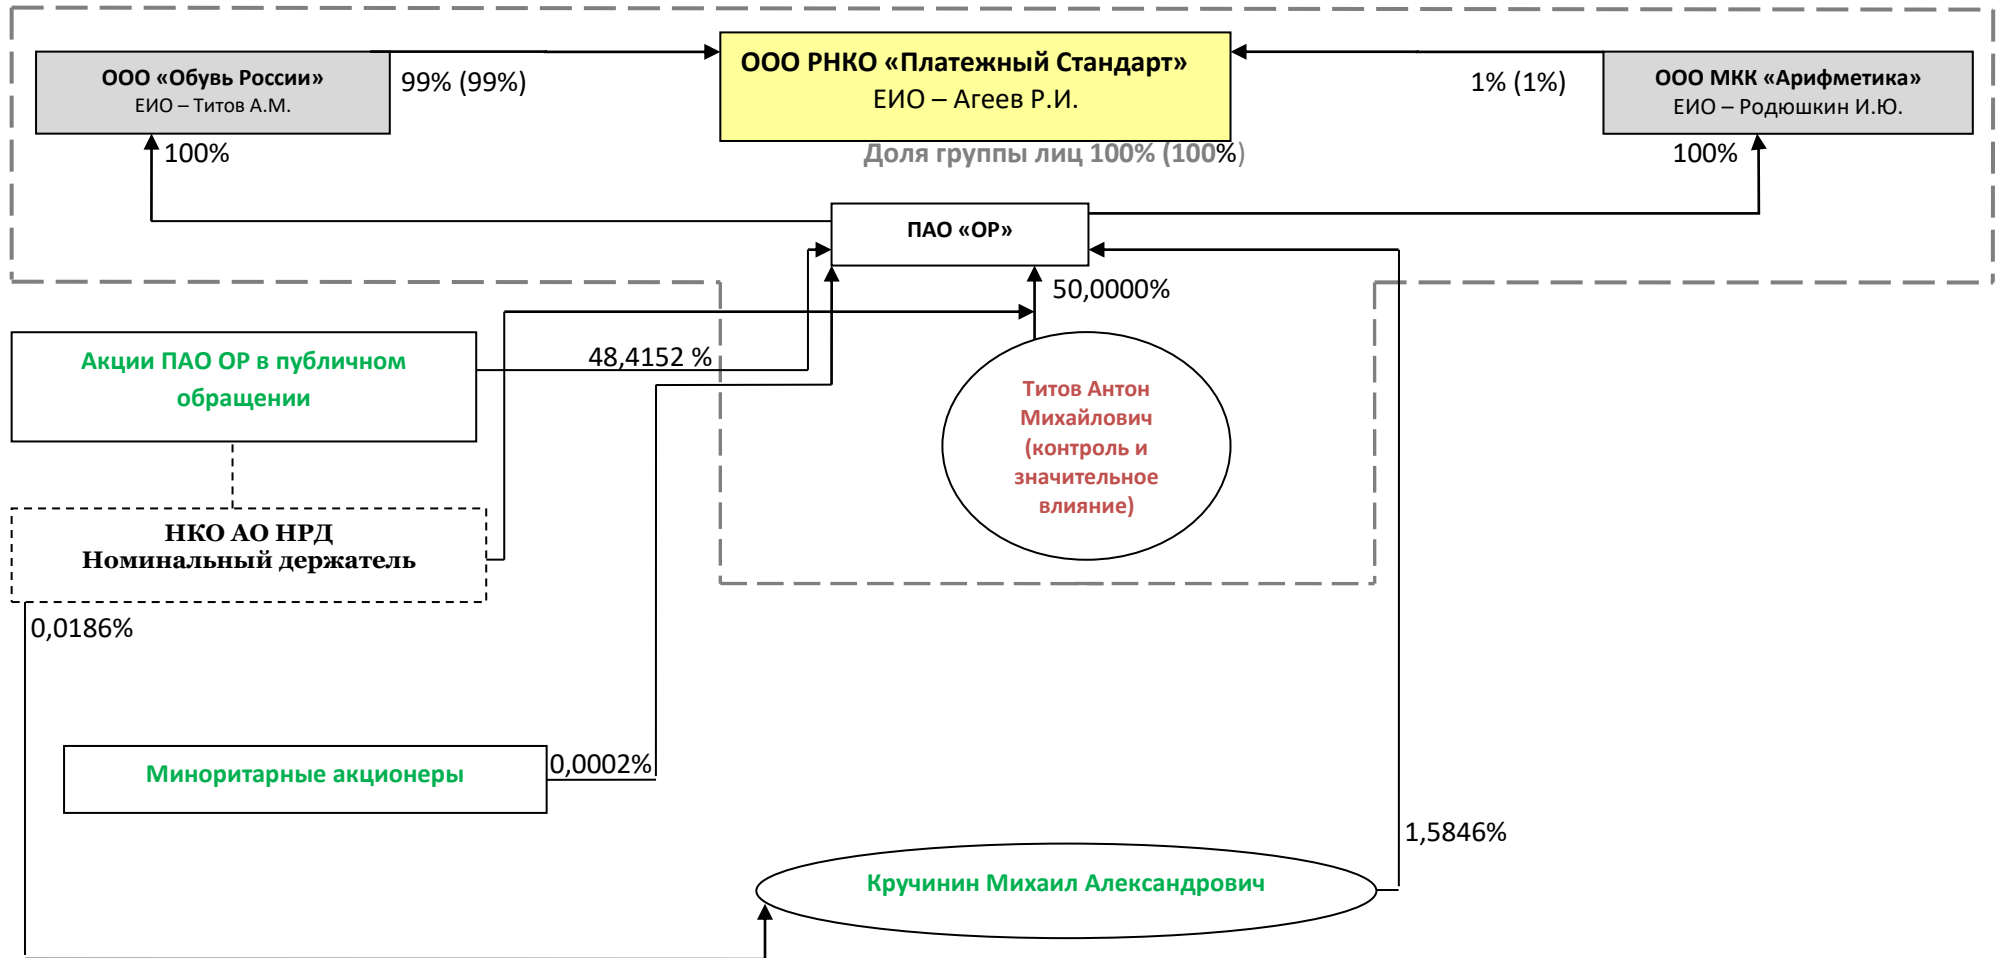 ООО «Обувь России»
ЕИО – Титов А.М.
99% (99%)
ООО РНКО «Платежный Стандарт»
ЕИО – Агеев Р.И.
1% (1%)
ООО МКК «Арифметика»
ЕИО – Родюшкин И.Ю.
100%
Доля группы лиц 100% (100%)
100%
ПАО «ОР»
50,0000%
Акции ПАО ОР в публичном
обращении
48,4152 %
Титов Антон
Михайлович
(контроль и
значительное
влияние)
НКО АО НРД
Номинальный держатель
0,0186%
Миноритарные акционеры
0,0002%
1,5846%
Кручинин Михаил Александрович